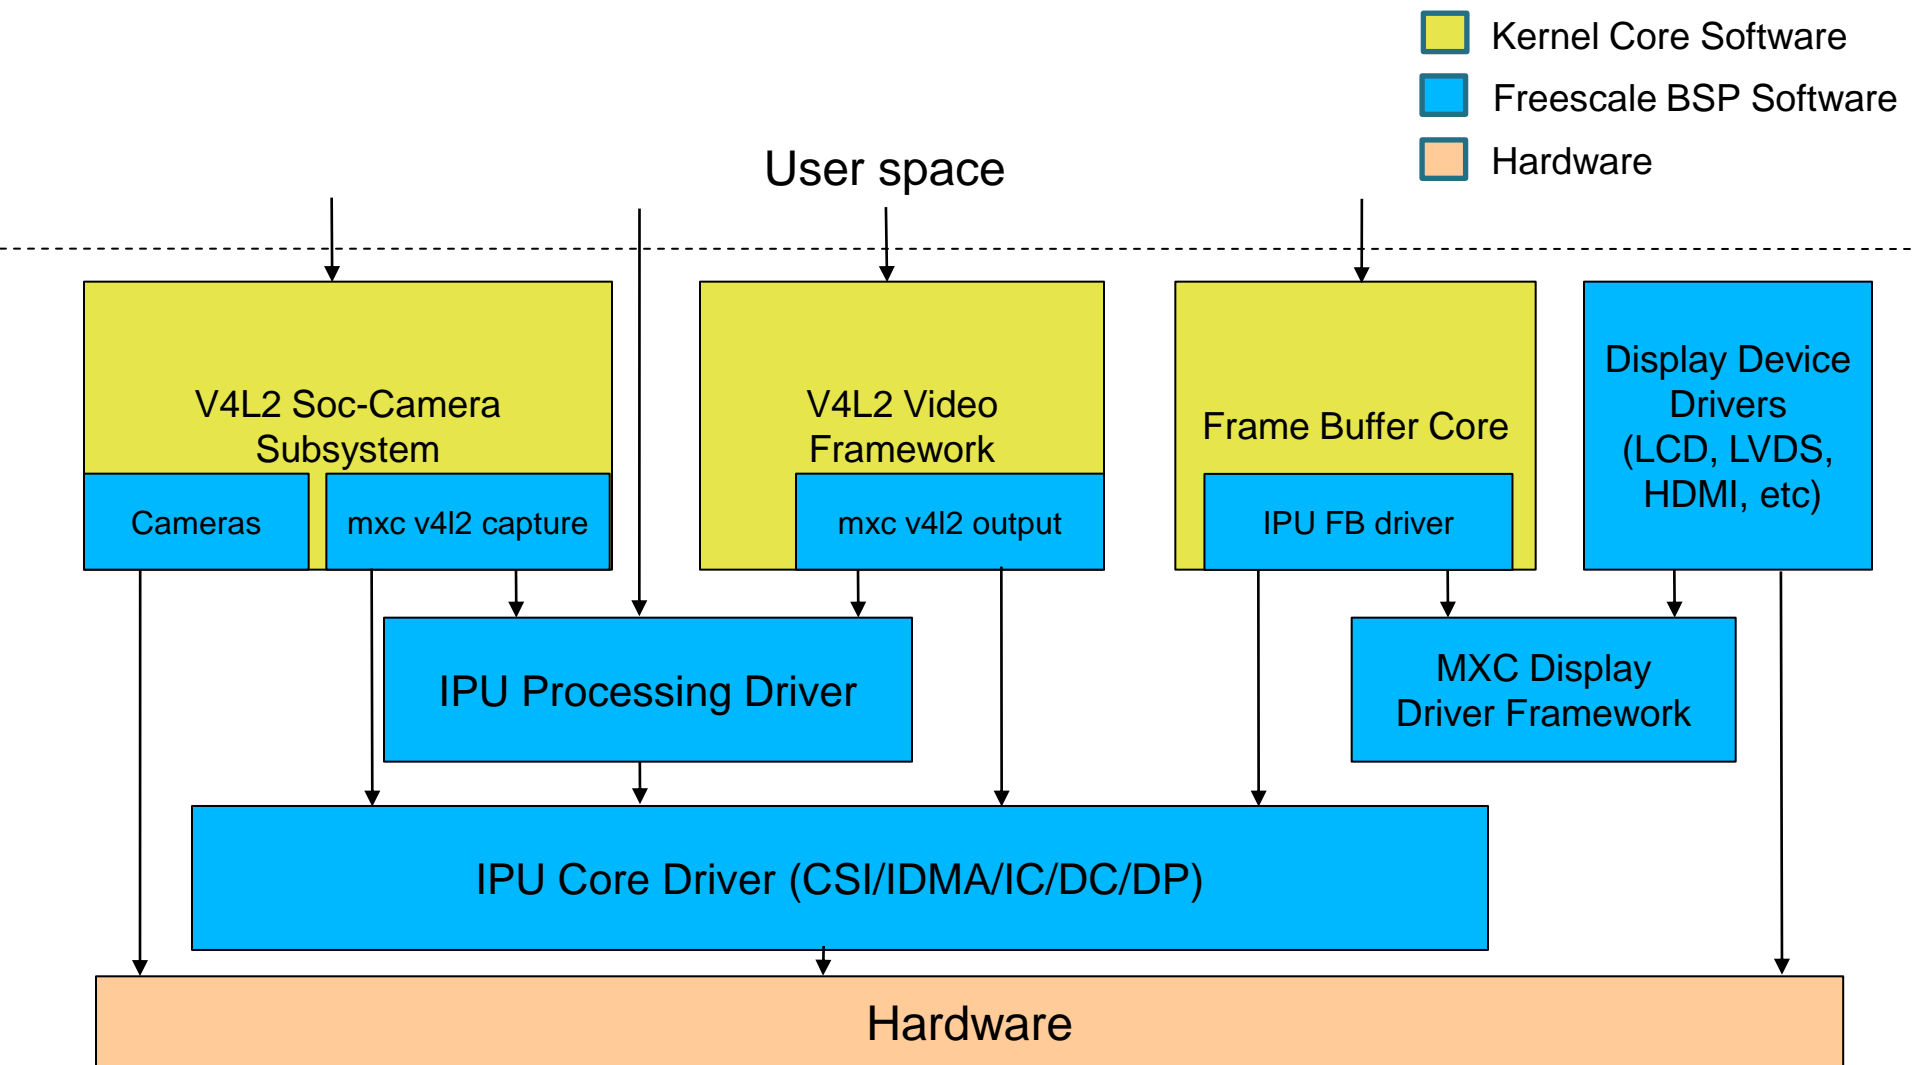 Kernel Core Software
Freescale BSP Software
Hardware
User space
V4L2 Soc-Camera
Subsystem
Cameras
mxc v4l2 capture
V4L2 Video
Framework
mxc v4l2 output
Frame Buffer Core
IPU FB driver
Display Device
Drivers
(LCD, LVDS,
HDMI, etc)
IPU Processing Driver
MXC Display
Driver Framework
IPU Core Driver (CSI/IDMA/IC/DC/DP)
Hardware